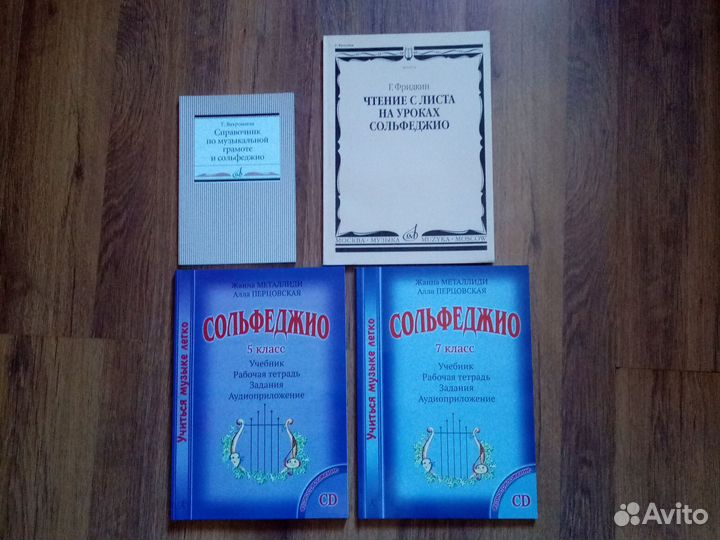 Т. Вахромеева
Справочник
по музыкальной
грамоте
и сольфеджио
Г. Фридкин
ЧТЕНИЕ С ЛИСТА
НА УРОКАХ
СОЛЬФЕДЖИО
МОСКВА • МУЗЫКА MUZYKA • MOSCOW
Жанна МЕТАЛЛИДИ
Алла ПЕРЦОВСКАЯ
СОЛЬФЕДЖИО
5 класс
Учебник
Рабочая тетрадь
Задания
Аудиоприложение
Учиться музыке легко
CD
Жанна МЕТАЛЛИДИ
Алла ПЕРЦОВСКАЯ
СОЛЬФЕДЖИО
7 класс
Учебник
Рабочая тетрадь
Задания
Аудиоприложение
Учиться музыке легко
CD
Avito